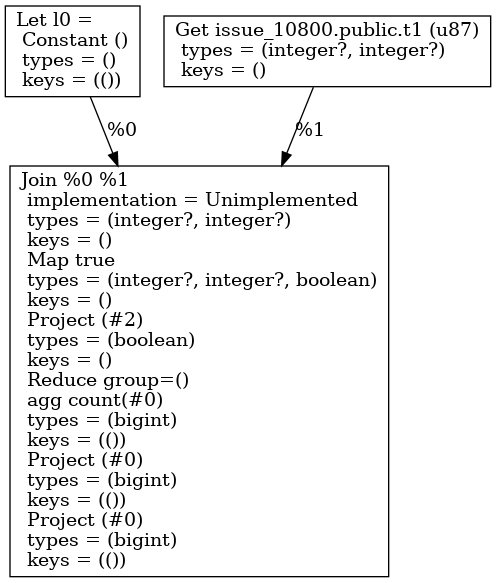 Let l0 =
Constant ()
types = ()
keys = (())
Get issue_10800.public.t1 (u87)
types = (integer?, integer?)
keys = ()
%0
%1
Join %0 %1
implementation = Unimplemented
types = (integer?, integer?)
keys = ()
Map true
types = (integer?, integer?, boolean)
keys = ()
Project (#2)
types = (boolean)
keys = ()
Reduce group=()
agg count(#0)
types = (bigint)
keys = (())
Project (#0)
types = (bigint)
keys = (())
Project (#0)
types = (bigint)
keys = (())